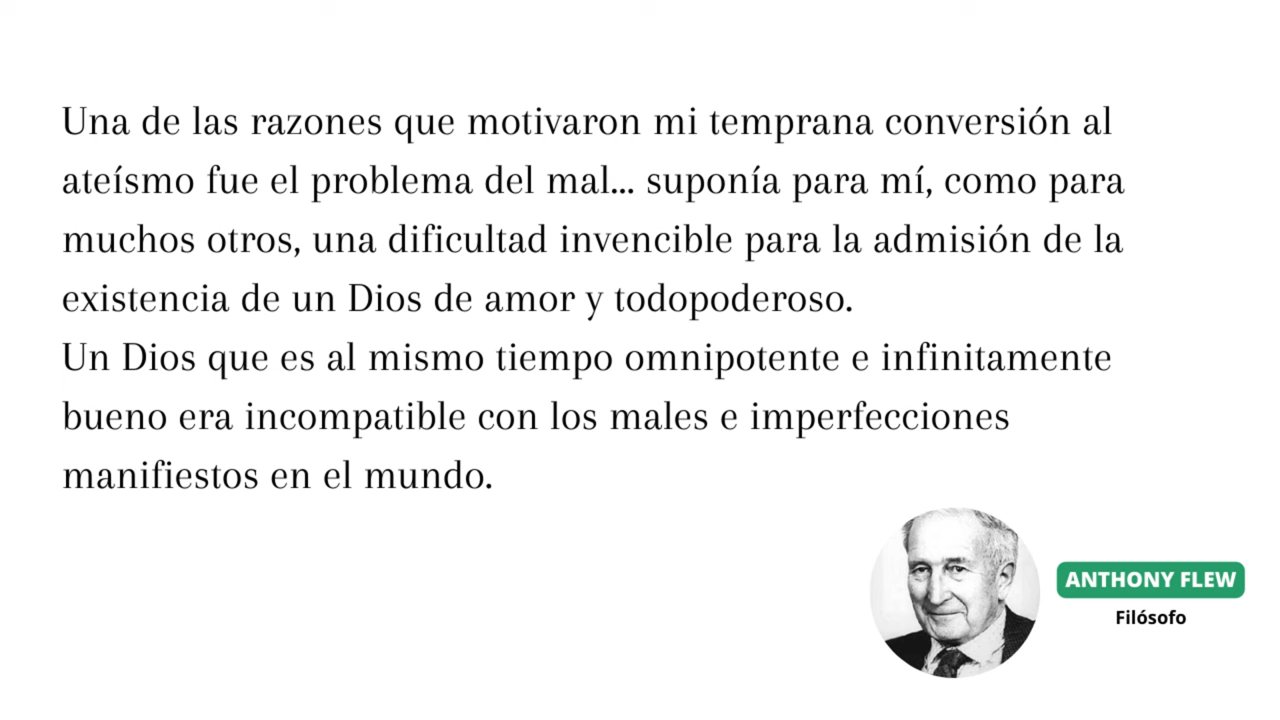 Una de las razones que motivaron mi temprana conversión al
ateísmo fue el problema del mal... suponía para mí, como para
muchos otros, una dificultad invencible para la admisión de la
existencia de un Dios de amor y todopoderoso.
Un Dios que es al mismo tiempo omnipotente e infinitamente
bueno era incompatible con los males e imperfecciones
manifiestos en el mundo.
ANTHONY FLEW
Filósofo